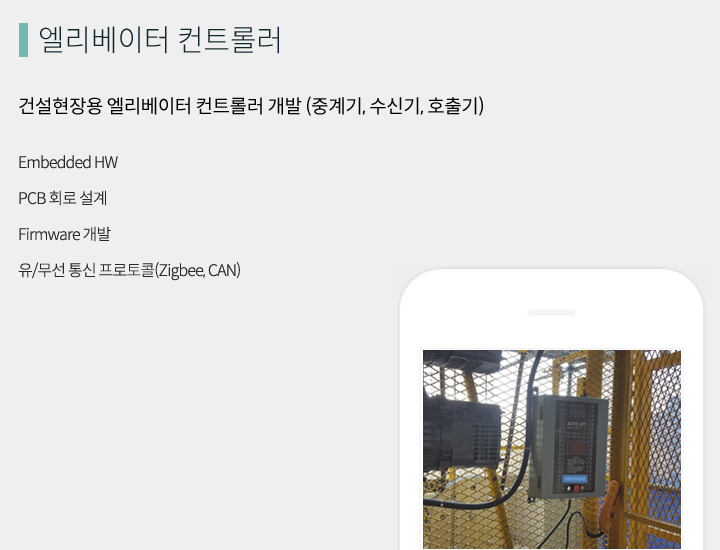 엘리베이터 컨트롤러
건설현장용 엘리베이터 컨트롤러 개발 (중계기, 수신기, 호출기)
Embedded HW
PCB 회로 설계
Firmware 개발
유/무선 통신 프로토콜(Zigbee, CAN)
AUTO LIFT